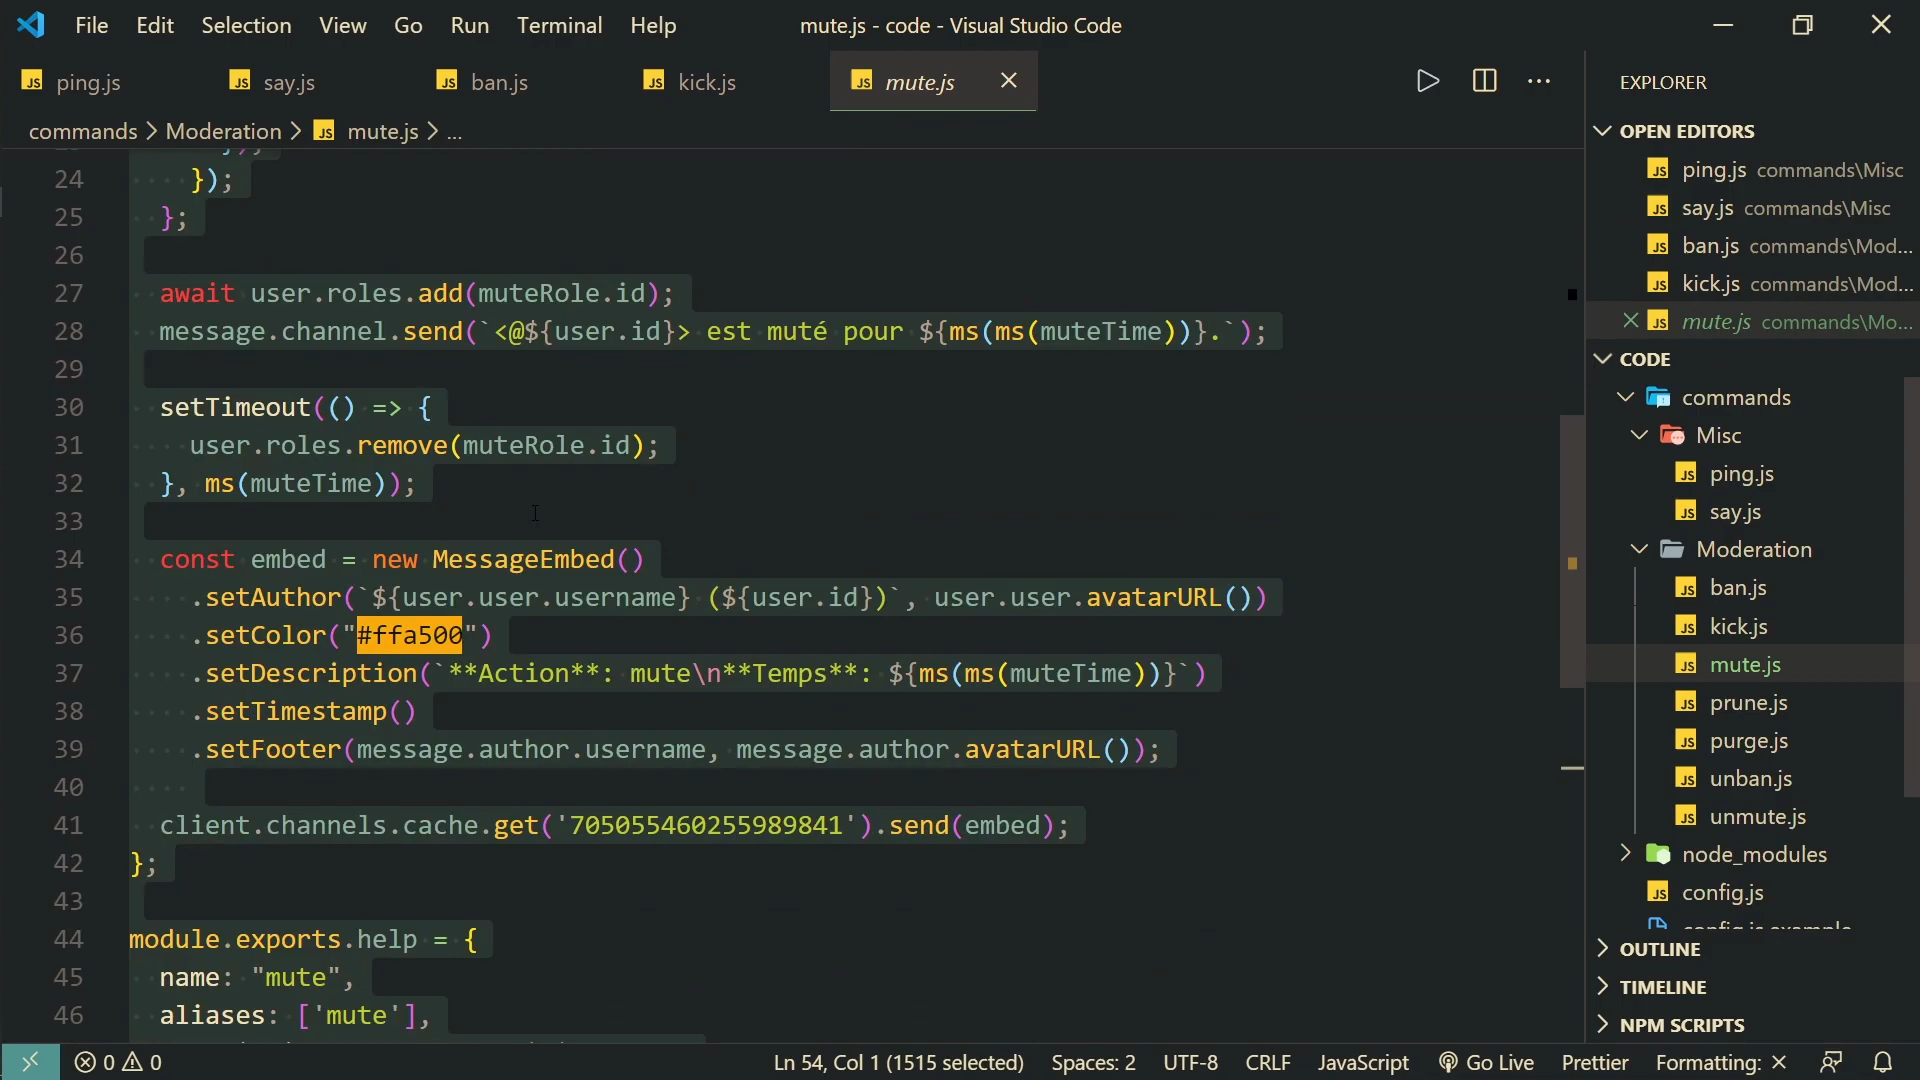 File Edit Selection View Go Run Terminal Help mute.js - code - Visual Studio Code
JS ping.js JS say.js JS ban.js JS kick.js JS mute.js
commands > Moderation > JS mute.js > ...
24 });
25 };
26
27 await user.roles.add(muteRole.id);
28 message.channel.send(`<@${user.id}> est muté pour ${ms(ms(muteTime))}.`);
29
30 setTimeout(() => {
31 user.roles.remove(muteRole.id);
32 }, ms(muteTime));
33
34 const embed = new MessageEmbed()
35 .setAuthor(`${user.user.username} (${user.id})`, user.user.avatarURL())
36 .setColor("#ffa500")
37 .setDescription(`**Action**: mute\n**Temps**: ${ms(ms(muteTime))}`)
38 .setTimestamp()
39 .setFooter(message.author.username, message.author.avatarURL());
40
41 client.channels.cache.get('705055460255989841').send(embed);
42 };
43
44 module.exports.help = {
45 name: "mute",
46 aliases: ['mute'],
EXPLORER
OPEN EDITORS
JS ping.js commands\Misc
JS say.js commands\Misc
JS ban.js commands\Mod...
JS kick.js commands\Mod...
JS mute.js commands\Mo...
CODE
commands
Misc
JS ping.js
JS say.js
Moderation
JS ban.js
JS kick.js
JS mute.js
JS prune.js
JS purge.js
JS unban.js
JS unmute.js
node_modules
JS config.js
OUTLINE
TIMELINE
NPM SCRIPTS
0 0 Ln 54, Col 1 (1515 selected) Spaces: 2 UTF-8 CRLF JavaScript Go Live Prettier Formatting: ×